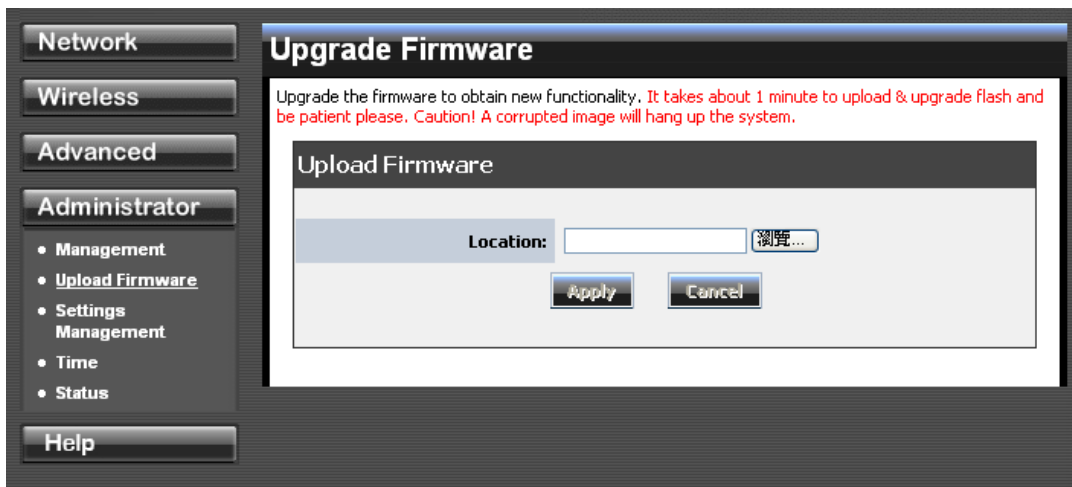 Network
Wireless
Advanced
Administrator
Management
Upload Firmware
Settings
Management
Time
Status
Help
Upgrade Firmware
Upgrade the firmware to obtain new functionality. It takes about 1 minute to upload & upgrade flash and
be patient please. Caution! A corrupted image will hang up the system.
Upload Firmware
Location:
瀏覽...
Apply
Cancel